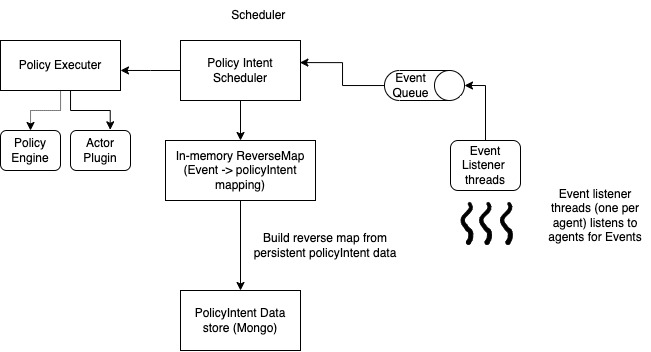 Scheduler
Policy Executer
Policy Intent
Scheduler
Event
Queue
Policy
Engine
Actor
Plugin
In-memory ReverseMap
(Event -> policyIntent
mapping)
Event
Listener
threads
Event listener
threads (one per
agent) listens to
agents for Events
Build reverse map from
persistent policyIntent data
PolicyIntent Data
store (Mongo)